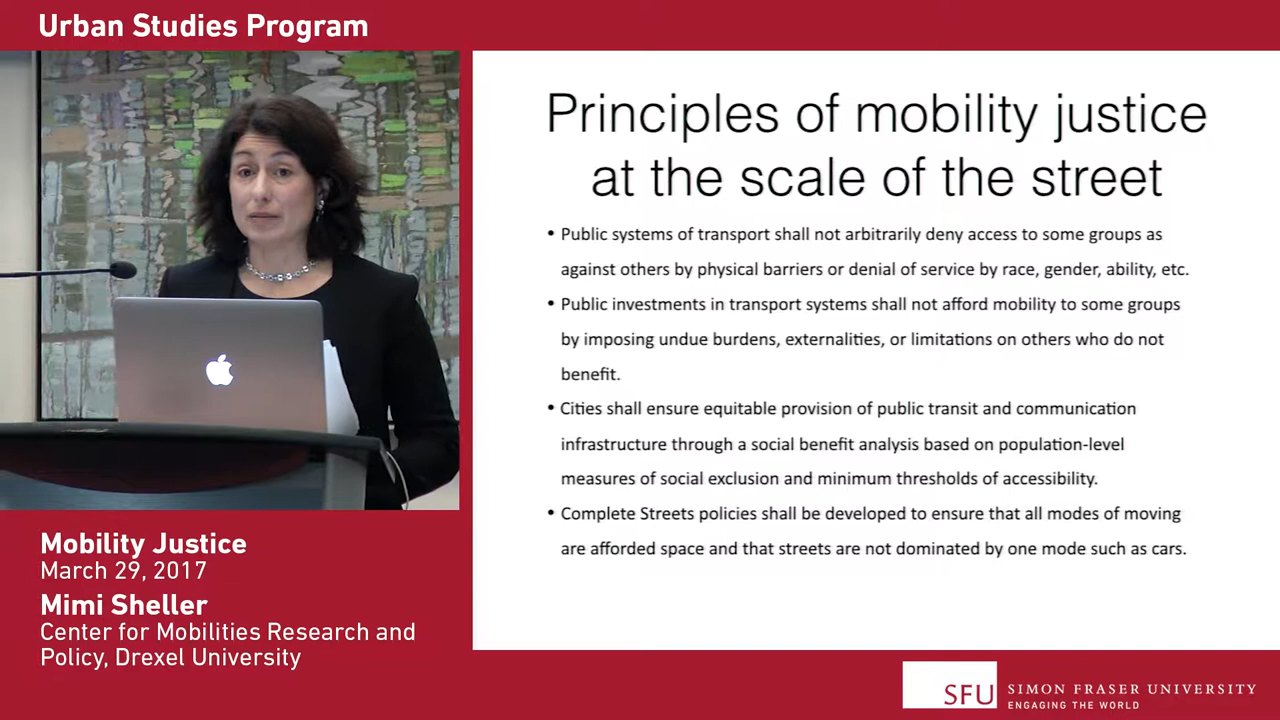 Urban Studies Program
Principles of mobility justice
at the scale of the street
• Public systems of transport shall not arbitrarily deny access to some groups as
against others by physical barriers or denial of service by race, gender, ability, etc.
• Public investments in transport systems shall not afford mobility to some groups
by imposing undue burdens, externalities, or limitations on others who do not
benefit.
• Cities shall ensure equitable provision of public transit and communication
infrastructure through a social benefit analysis based on population-level
measures of social exclusion and minimum thresholds of accessibility.
• Complete Streets policies shall be developed to ensure that all modes of moving
are afforded space and that streets are not dominated by one mode such as cars.
Mobility Justice
March 29, 2017
Mimi Sheller
Center for Mobilities Research and
Policy, Drexel University
SFU
SIMON FRASER UNIVERSITY
ENGAGING THE WORLD